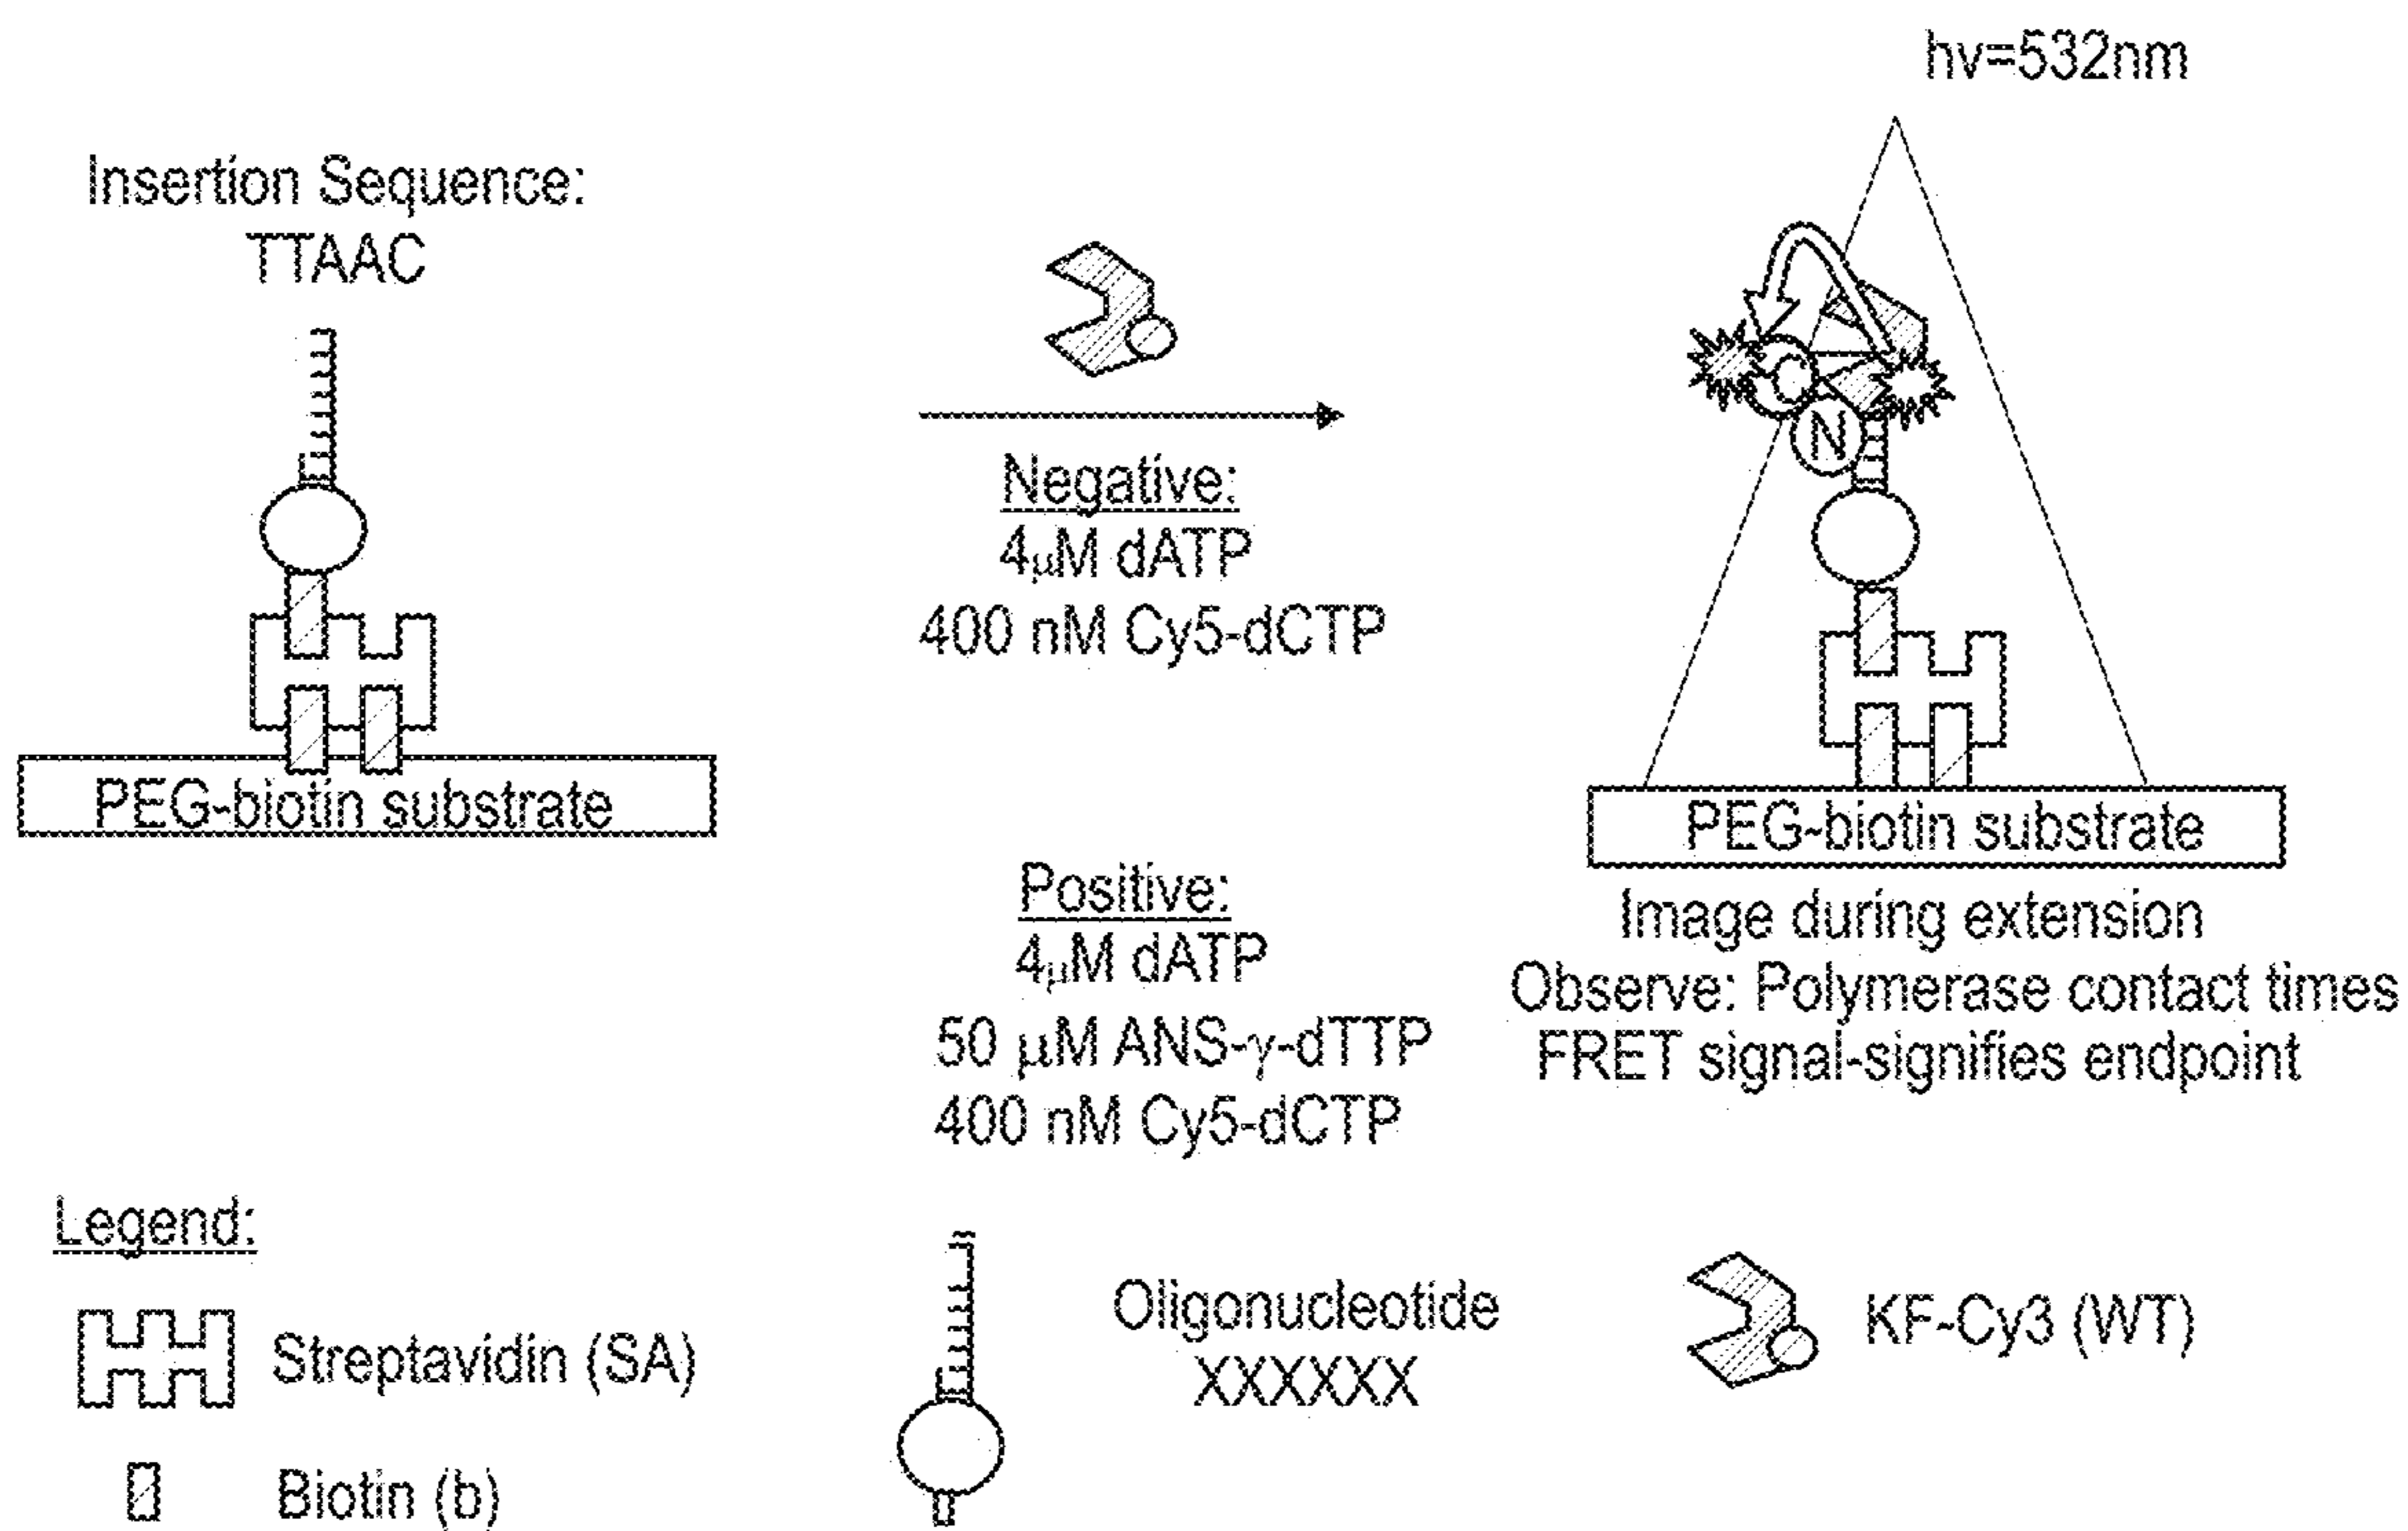 hv=532nm
Insertion Sequence:
TTAAC
C
N
Negative:
4μM dATP
400 nM Cy5-dCTP
PEG-biotin substrate
PEG-biotin substrate
Positive:
4μM dATP
50 μM ANS-γ-dTTP
400 nM Cy5-dCTP
Image during extension
Observe: Polymerase contact times
FRET signal-signifies endpoint
Legend:
Streptavidin (SA)
Biotin (b)
Oligonucleotide
XXXXXX
KF-Cy3 (WT)